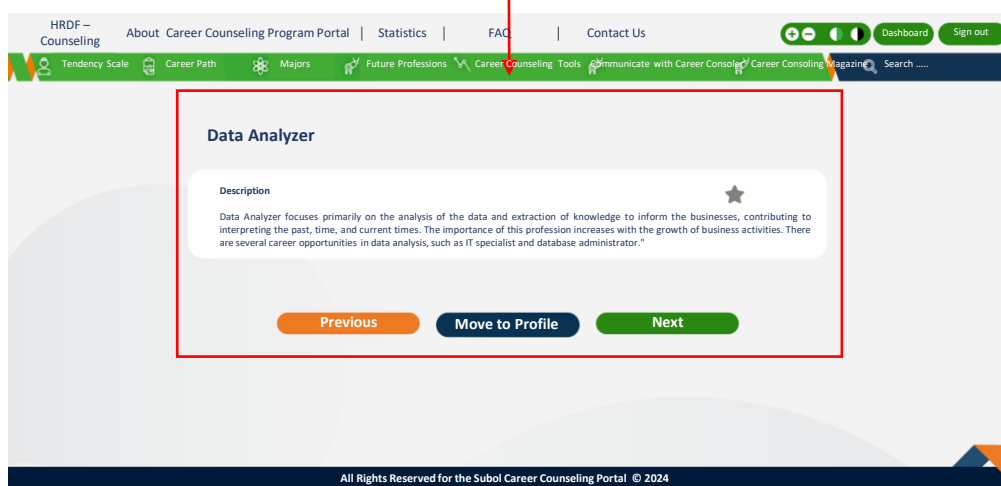 HRDF –
Counseling
About Career Counseling Program Portal | Statistics | FAQ | Contact Us
Dashboard
Sign out
Tendency Scale
Career Path
Majors
Future Professions
Career Counseling Tools
Communicate with Career Consoler
Career Consoling Magazine
Search .....
Data Analyzer
Description
Data Analyzer focuses primarily on the analysis of the data and extraction of knowledge to inform the businesses, contributing to
interpreting the past, time, and current times. The importance of this profession increases with the growth of business activities. There
are several career opportunities in data analysis, such as IT specialist and database administrator."
Previous
Move to Profile
Next
All Rights Reserved for the Subol Career Counseling Portal © 2024